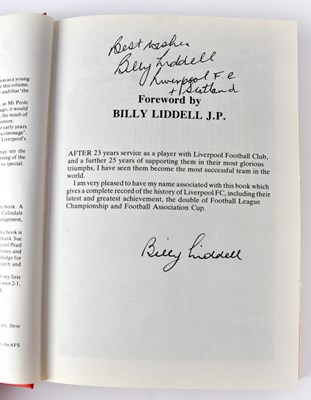 Best wishes
Billy Liddell
Liverpool F.C
+ Scotland
Foreword by
BILLY LIDDELL J.P.
AFTER 23 years service as a player with Liverpool Football Club,
and a further 25 years of supporting them in their most glorious
triumphs, I have seen them become the most successful team in the
world.
I am very pleased to have my name associated with this book which
gives a complete record of the history of Liverpool FC, including their
latest and greatest achievement, the double of Football League
Championship and Football Association Cup.
Billy Liddell